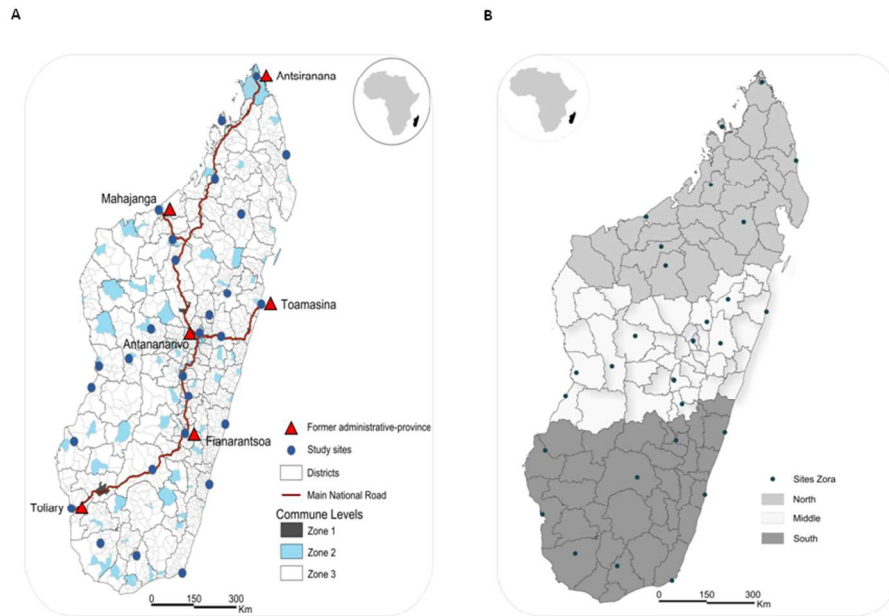 A
Antsiranana
Mahajanga
Toamasina
Antananarivo
Fianarantsoa
Toliary
Former administrative-province
Study sites
Districts
Main National Road
Commune Levels
Zone 1
Zone 2
Zone 3
0 150 300
Km
B
Sites Zora
North
Middle
South
0 150 300
Km